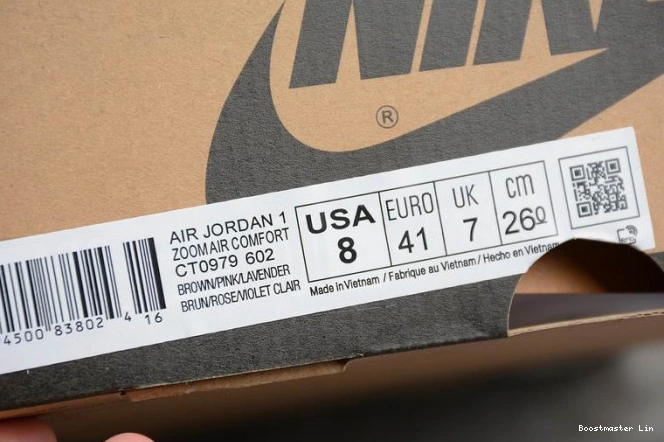 NIKE
®
AIR JORDAN 1
ZOOM AIR COMFORT
CT0979 602
BROWN/PINK/LAVENDER
BRUN/ROSE/VIOLET CLAIR
4500 83802 4 16
USA
8
EURO
41
UK
7
cm
26º
Made in Vietnam / Fabrique au Vietnam / Hecho en Vietnam
Boostmaster Lin